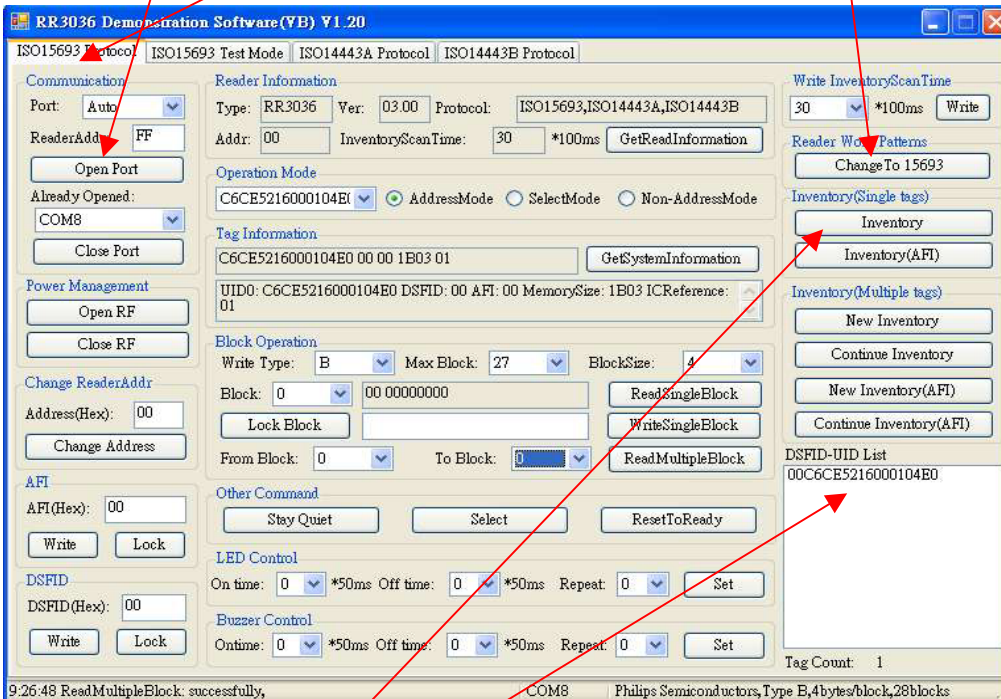 RR3036 Demonstration Software(VB) V1.20
ISO15693 Protocol ISO15693 Test Mode ISO14443A Protocol ISO14443B Protocol
Communication
Port: Auto
ReaderAddr: FF
Open Port
Already Opened:
COM8
Close Port
Power Management
Open RF
Close RF
Change ReaderAddr
Address(Hex): 00
Change Address
AFI
AFI(Hex): 00
Write Lock
DSFID
DSFID(Hex): 00
Write Lock
Reader Information
Type: RR3036 Ver: 03.00 Protocol: ISO15693,ISO14443A,ISO14443B
Addr: 00 InventoryScanTime: 30 *100ms GetReadInformation
Operation Mode
C6CE5216000104E( AddressMode SelectMode Non-AddressMode
Tag Information
C6CE5216000104E0 00 00 1B03 01 GetSystemInformation
UID0: C6CE5216000104E0 DSFID: 00 AFI: 00 MemorySize: 1B03 ICReference:
01
Block Operation
Write Type: B Max Block: 27 BlockSize: 4
Block: 0 00 00000000 ReadSingleBlock
Lock Block WriteSingleBlock
From Block: 0 To Block: 0 ReadMultipleBlock
Other Command
Stay Quiet Select ResetToReady
LED Control
On time: 0 *50ms Off time: 0 *50ms Repeat: 0 Set
Buzzer Control
Ontime: 0 *50ms Off time: 0 *50ms Repeat: 0 Set
Write InventoryScanTime
30 *100ms Write
Reader Work Patterns
ChangeTo 15693
Inventory(Single tags)
Inventory
Inventory(AFI)
Inventory(Multiple tags)
New Inventory
Continue Inventory
New Inventory(AFI)
Continue Inventory(AFI)
DSFID-UID List
00C6CE5216000104E0
Tag Count: 1
9:26:48 ReadMultipleBlock: successfully, COM8 Philips Semiconductors,Type B,4bytes/block,28blocks